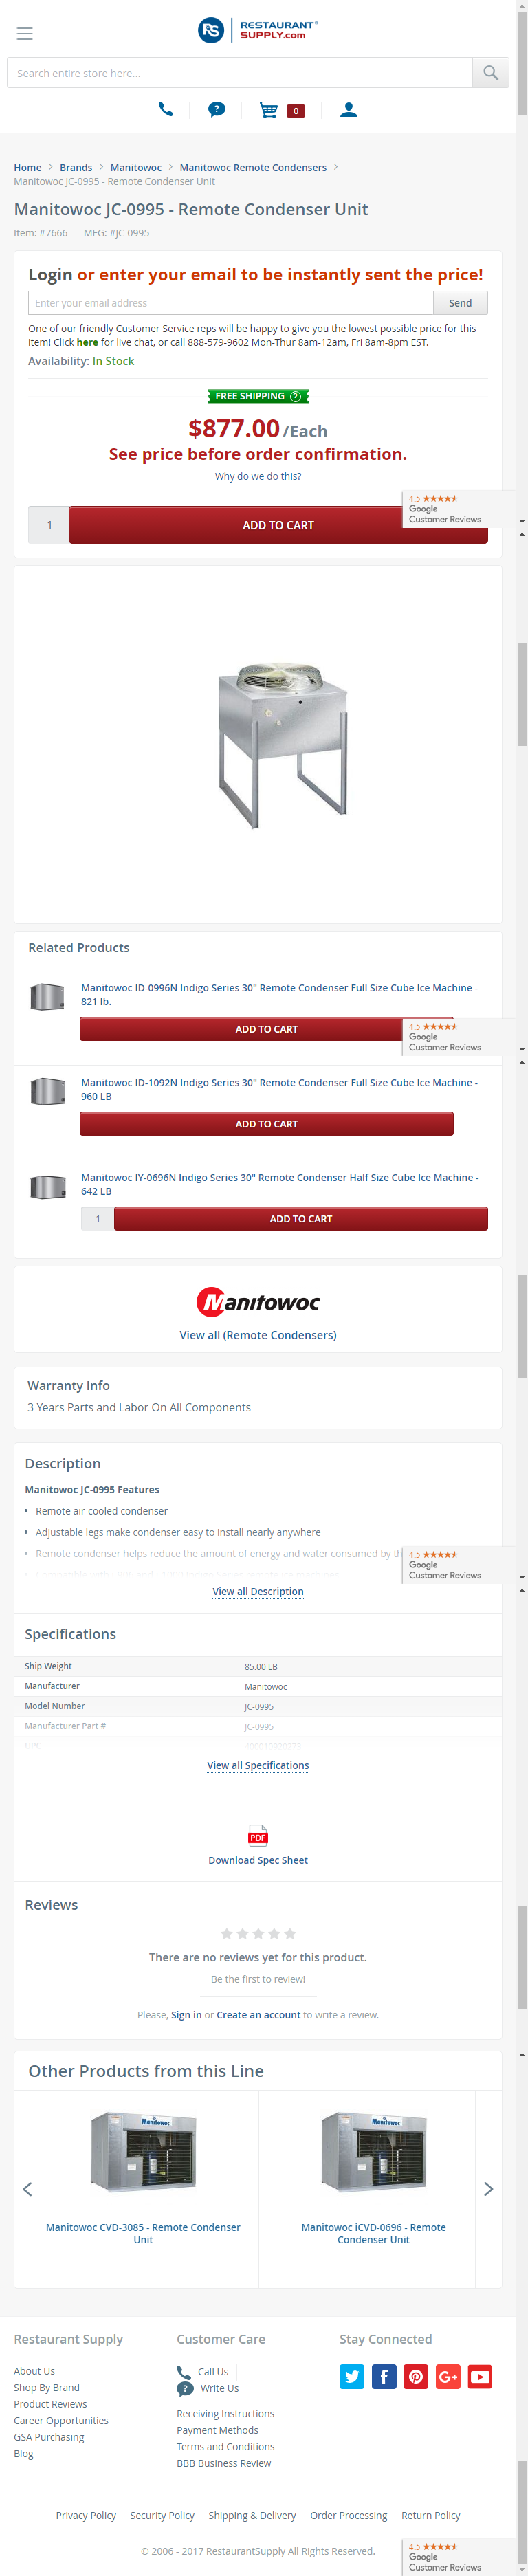 RS RESTAURANT
SUPPLY.com
Search entire store here...
0
Home > Brands > Manitowoc > Manitowoc Remote Condensers >
Manitowoc JC-0995 - Remote Condenser Unit
Manitowoc JC-0995 - Remote Condenser Unit
Item: #7666 MFG: #JC-0995
Login or enter your email to be instantly sent the price!
Enter your email address Send
One of our friendly Customer Service reps will be happy to give you the lowest possible price for this
item! Click here for live chat, or call 888-579-9602 Mon-Thur 8am-12am, Fri 8am-8pm EST.
Availability: In Stock
FREE SHIPPING ?
$877.00 /Each
See price before order confirmation.
Why do we do this?
1 ADD TO CART
4.5
Google
Customer Reviews
Related Products
Manitowoc ID-0996N Indigo Series 30" Remote Condenser Full Size Cube Ice Machine -
821 lb.
ADD TO CART
4.5
Google
Customer Reviews
Manitowoc ID-1092N Indigo Series 30" Remote Condenser Full Size Cube Ice Machine -
960 LB
ADD TO CART
Manitowoc IY-0696N Indigo Series 30" Remote Condenser Half Size Cube Ice Machine -
642 LB
1 ADD TO CART
Manitowoc
View all (Remote Condensers)
Warranty Info
3 Years Parts and Labor On All Components
Description
Manitowoc JC-0995 Features
• Remote air-cooled condenser
• Adjustable legs make condenser easy to install nearly anywhere
• Remote condenser helps reduce the amount of energy and water consumed by th
4.5
Google
Customer Reviews
View all Description
Specifications
Ship Weight 85.00 LB
Manufacturer Manitowoc
Model Number JC-0995
Manufacturer Part # JC-0995
UPC
View all Specifications
PDF
Download Spec Sheet
Reviews
There are no reviews yet for this product.
Be the first to review!
Please, Sign in or Create an account to write a review.
Other Products from this Line
Manitowoc
Manitowoc
Manitowoc CVD-3085 - Remote Condenser
Unit
Manitowoc iCVD-0696 - Remote
Condenser Unit
Restaurant Supply
About Us
Shop By Brand
Product Reviews
Career Opportunities
GSA Purchasing
Blog
Customer Care
Call Us
Write Us
Receiving Instructions
Payment Methods
Terms and Conditions
BBB Business Review
Stay Connected
Privacy Policy Security Policy Shipping & Delivery Order Processing Return Policy
© 2006 - 2017 RestaurantSupply All Rights Reserved.
4.5
Google
Customer Reviews